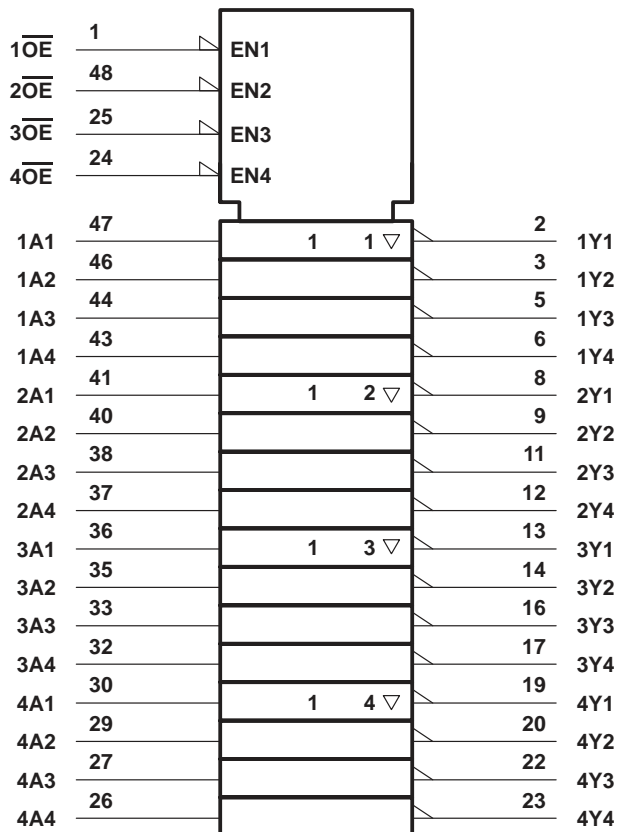 1O̅E̅ 1 EN1
2O̅E̅ 48 EN2
3O̅E̅ 25 EN3
4O̅E̅ 24 EN4
1A1 47 1 1 ▽ 2 1Y1
1A2 46 3 1Y2
1A3 44 5 1Y3
1A4 43 6 1Y4
2A1 41 1 2 ▽ 8 2Y1
2A2 40 9 2Y2
2A3 38 11 2Y3
2A4 37 12 2Y4
3A1 36 1 3 ▽ 13 3Y1
3A2 35 14 3Y2
3A3 33 16 3Y3
3A4 32 17 3Y4
4A1 30 1 4 ▽ 19 4Y1
4A2 29 20 4Y2
4A3 27 22 4Y3
4A4 26 23 4Y4